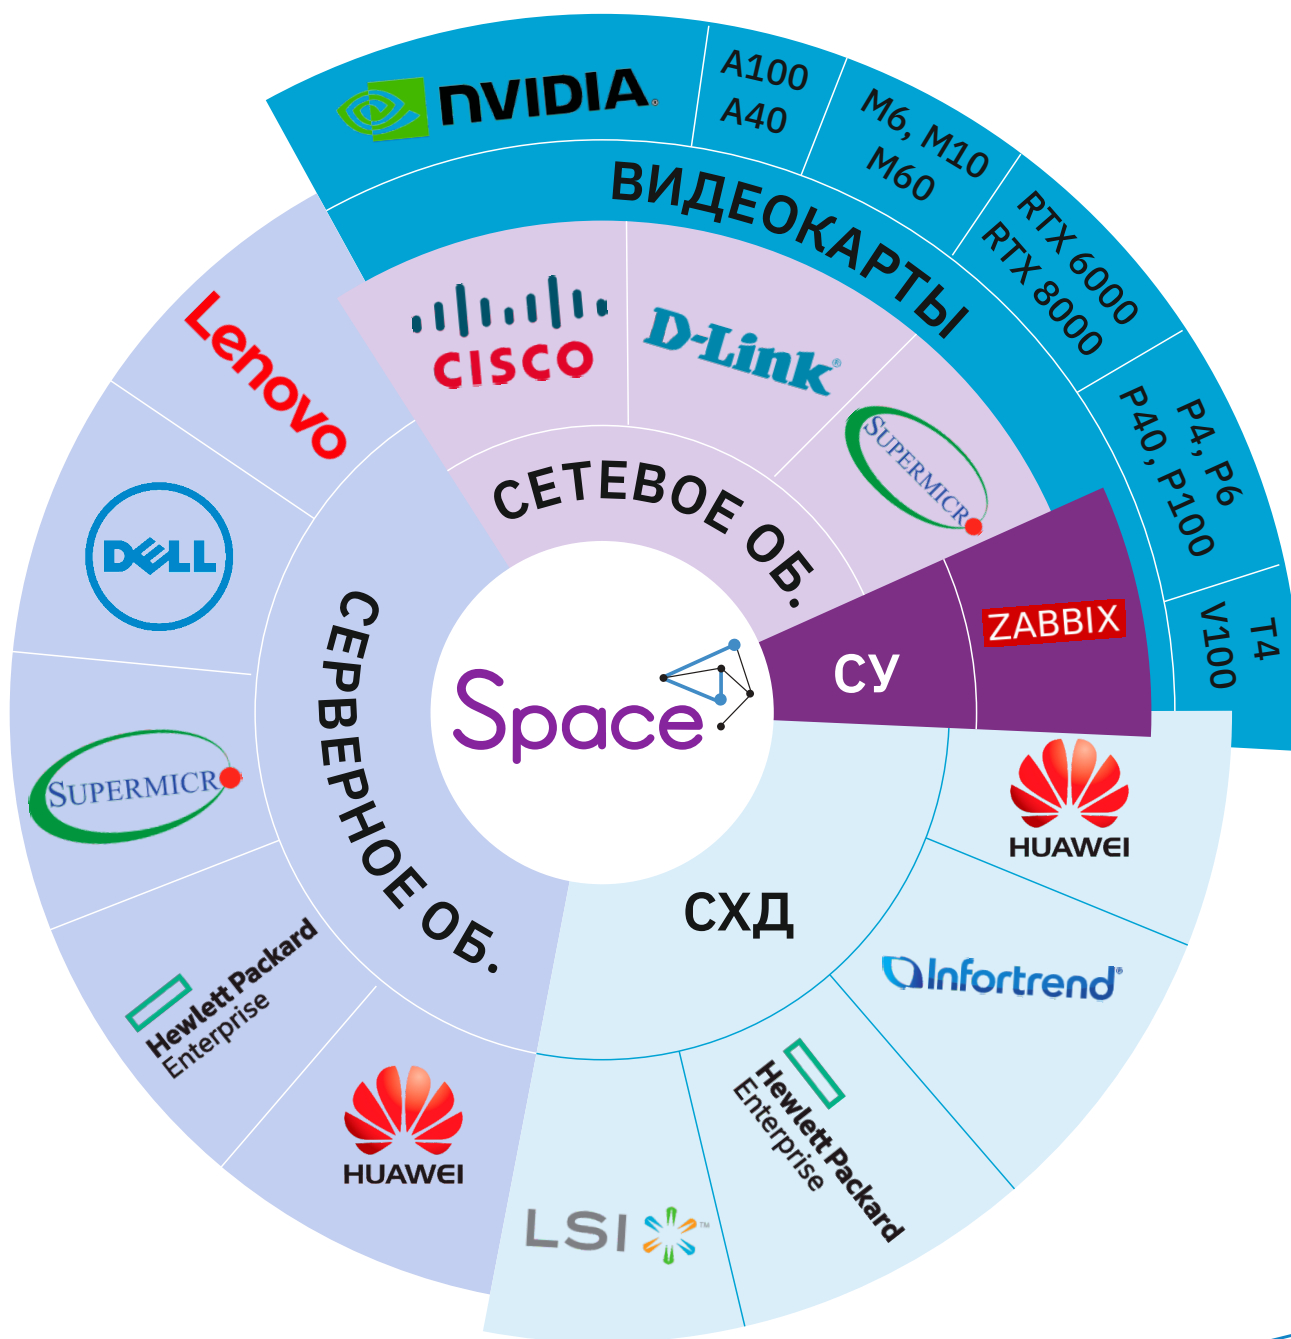 NVIDIA
A100
A40
M6, M10
M60
RTX 6000
RTX 8000
P4, P6
P40, P100
T4
V100
ВИДЕОКАРТЫ
CISCO
D-Link
SUPERMICR
СЕТЕВОЕ ОБ.
ZABBIX
СУ
Lenovo
DELL
SUPERMICR
Hewlett Packard
Enterprise
HUAWEI
СЕРВЕРНОЕ ОБ.
Space
HUAWEI
Infortrend
Hewlett Packard
Enterprise
LSI
СХД